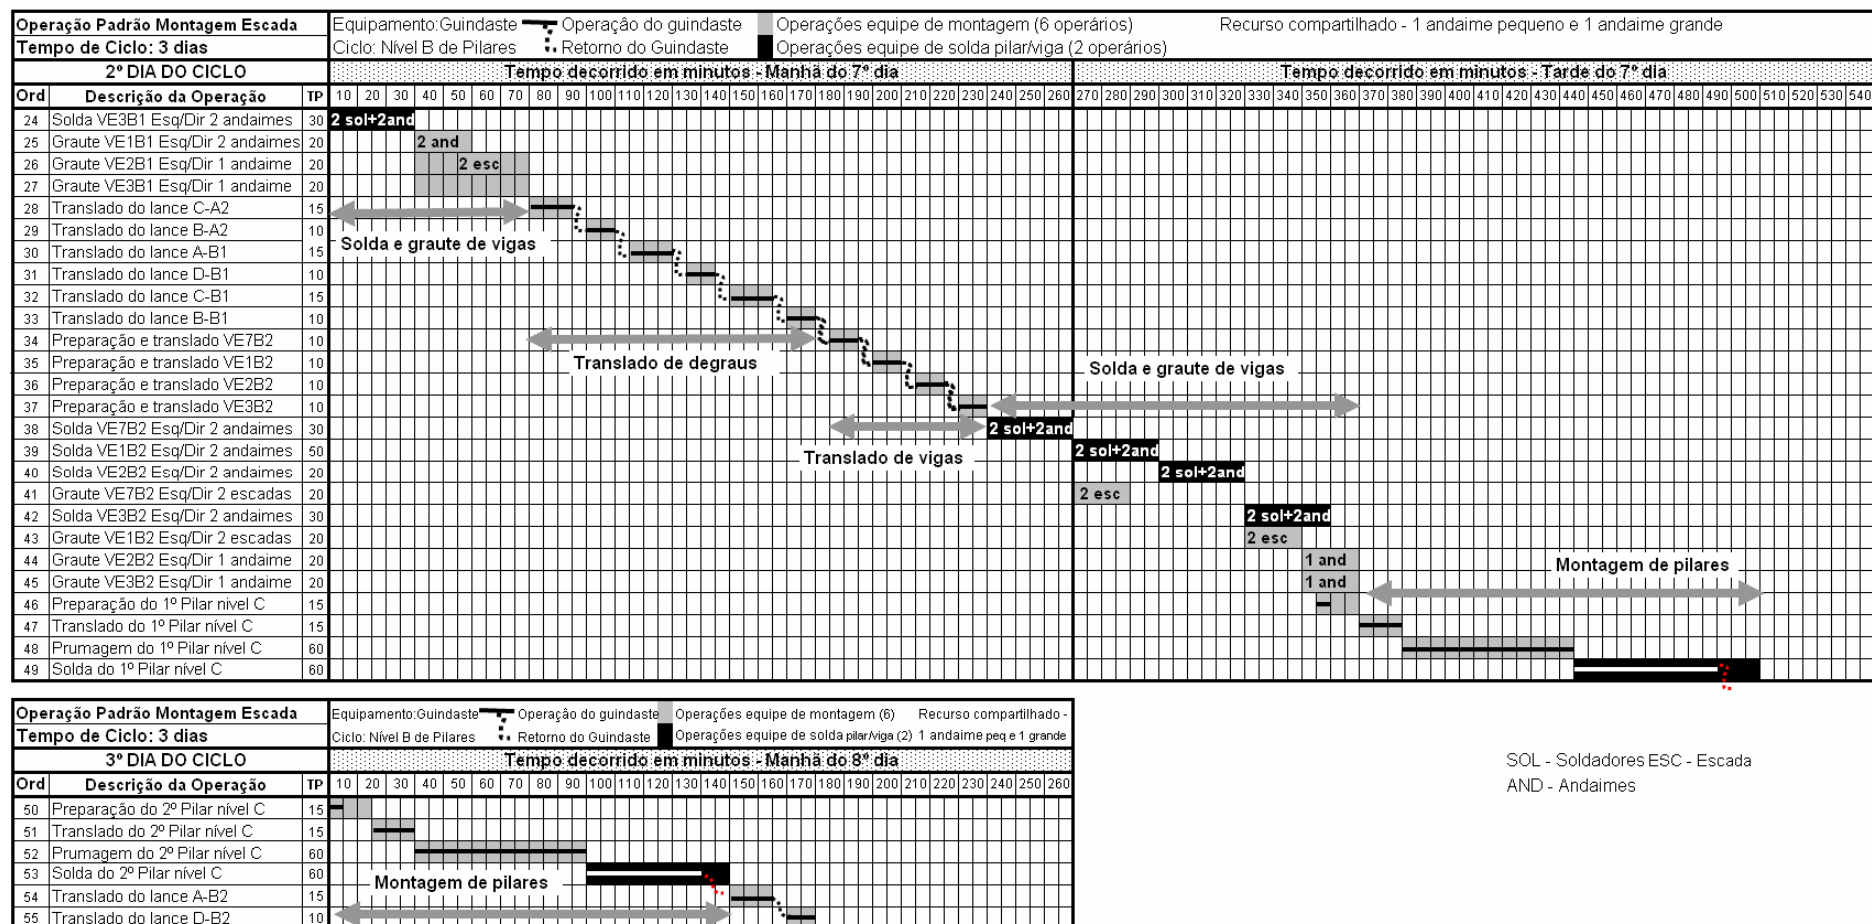 Operação Padrão Montagem Escada
Equipamento:Guindaste Operação do guindaste Operações equipe de montagem (6 operários) Recurso compartilhado - 1 andaime pequeno e 1 andaime grande
Tempo de Ciclo: 3 dias
Ciclo: Nível B de Pilares Retorno do Guindaste Operações equipe de solda pilar/viga (2 operários)
2º DIA DO CICLO Tempo decorrido em minutos - Manhã do 7º dia Tempo decorrido em minutos - Tarde do 7º dia
Ord Descrição da Operação TP 10 20 30 40 50 60 70 80 90 100 110 120 130 140 150 160 170 180 190 200 210 220 230 240 250 260 270 280 290 300 310 320 330 340 350 360 370 380 390 400 410 420 430 440 450 460 470 480 490 500 510 520 530 540
24 Solda VE3B1 Esq/Dir 2 andaimes 30 2 sol+2and
25 Graute VE1B1 Esq/Dir 2 andaimes 20 2 and
26 Graute VE2B1 Esq/Dir 1 andaime 20 2 esc
27 Graute VE3B1 Esq/Dir 1 andaime 20
28 Translado do lance C-A2 15
29 Translado do lance B-A2 10
Solda e graute de vigas
30 Translado do lance A-B1 15
31 Translado do lance D-B1 10
32 Translado do lance C-B1 15
33 Translado do lance B-B1 10
34 Preparação e translado VE7B2 10
35 Preparação e translado VE1B2 10
Translado de degraus
Solda e graute de vigas
36 Preparação e translado VE2B2 10
37 Preparação e translado VE3B2 10
38 Solda VE7B2 Esq/Dir 2 andaimes 30 2 sol+2and
39 Solda VE1B2 Esq/Dir 2 andaimes 50 2 sol+2and
Translado de vigas
40 Solda VE2B2 Esq/Dir 2 andaimes 20 2 sol+2and
41 Graute VE7B2 Esq/Dir 2 escadas 20 2 esc
42 Solda VE3B2 Esq/Dir 2 andaimes 30 2 sol+2and
43 Graute VE1B2 Esq/Dir 2 escadas 20 2 esc
44 Graute VE2B2 Esq/Dir 1 andaime 20 1 and
Montagem de pilares
45 Graute VE3B2 Esq/Dir 1 andaime 20 1 and
46 Preparação do 1º Pilar nivel C 15
47 Translado do 1º Pilar nível C 15
48 Prumagem do 1º Pilar nível C 60
49 Solda do 1º Pilar nível C 60
Operação Padrão Montagem Escada
Equipamento:Guindaste Operação do guindaste Operações equipe de montagem (6) Recurso compartilhado -
Tempo de Ciclo: 3 dias
Ciclo: Nível B de Pilares Retorno do Guindaste Operações equipe de solda pilar/viga (2) 1 andaime peq e 1 grande
3º DIA DO CICLO Tempo decorrido em minutos - Manhã do 8º dia
Ord Descrição da Operação TP 10 20 30 40 50 60 70 80 90 100 110 120 130 140 150 160 170 180 190 200 210 220 230 240 250 260
50 Preparação do 2º Pilar nível C 15
51 Translado do 2º Pilar nível C 15
52 Prumagem do 2º Pilar nível C 60
53 Solda do 2º Pilar nível C 60
Montagem de pilares
54 Translado do lance A-B2 15
55 Translado do lance D-B2 10
SOL - Soldadores ESC - Escada
AND - Andaimes